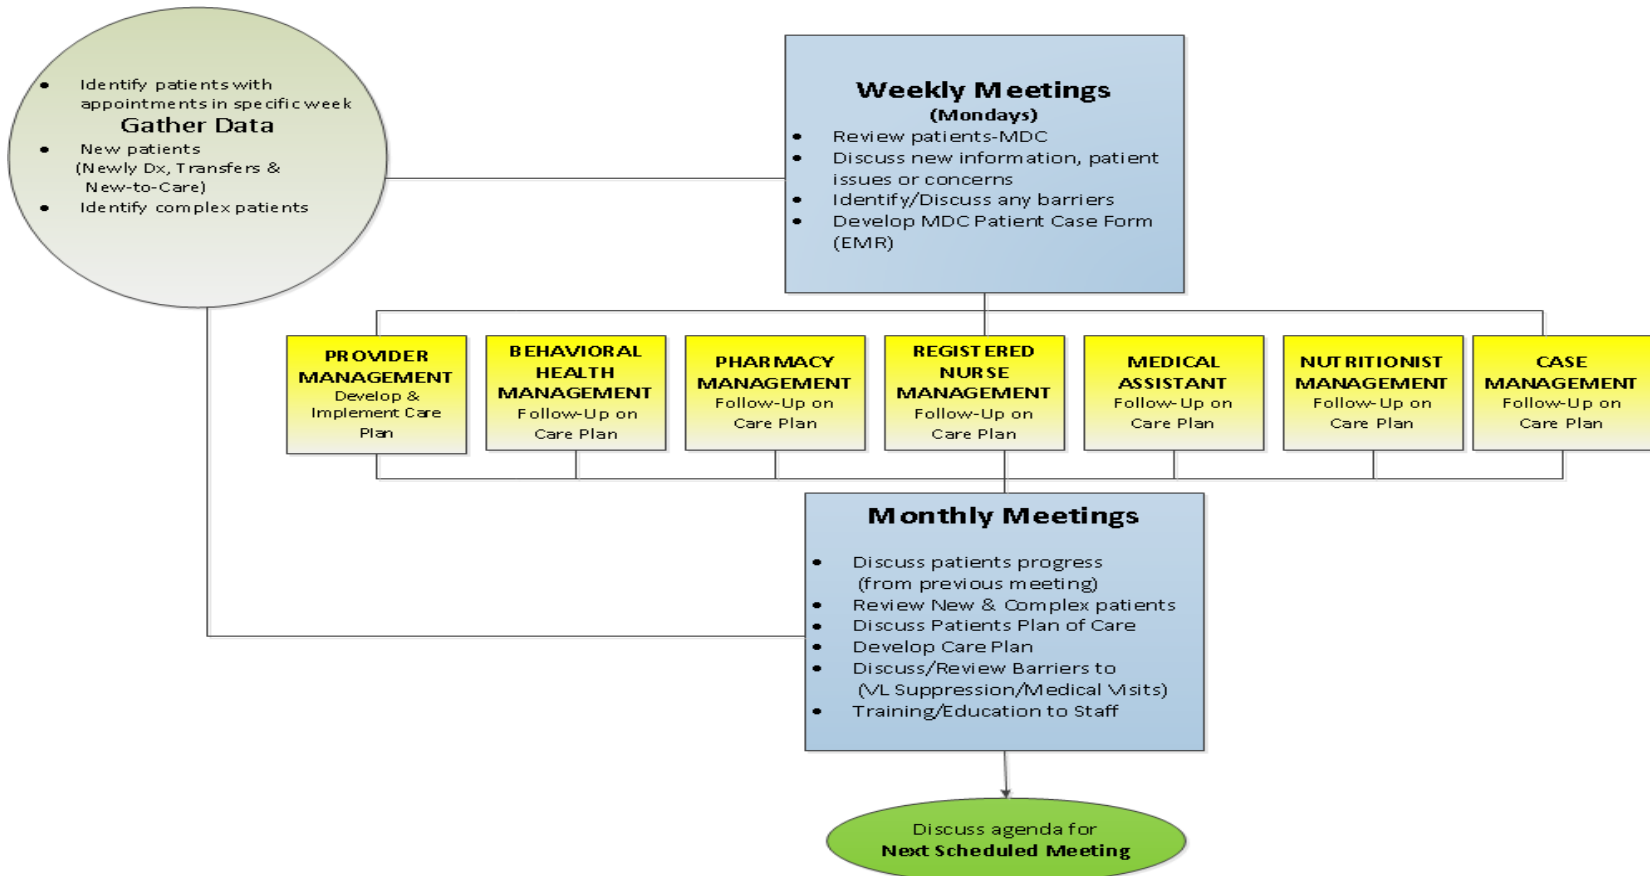 • Identify patients with
appointments in specific week
Gather Data
• New patients
(Newly Dx, Transfers &
New-to-Care)
• Identify complex patients
Weekly Meetings
(Mondays)
• Review patients-MDC
• Discuss new information, patient
issues or concerns
• Identify/Discuss any barriers
• Develop MDC Patient Case Form
(EMR)
PROVIDER
MANAGEMENT
Develop &
Implement Care
Plan
BEHAVIORAL
HEALTH
MANAGEMENT
Follow-Up on
Care Plan
PHARMACY
MANAGEMENT
Follow-Up on
Care Plan
REGISTERED
NURSE
MANAGEMENT
Follow-Up on
Care Plan
MEDICAL
ASSISTANT
Follow-Up on
Care Plan
NUTRITIONIST
MANAGEMENT
Follow-Up on
Care Plan
CASE
MANAGEMENT
Follow-Up on
Care Plan
Monthly Meetings
• Discuss patients progress
(from previous meeting)
• Review New & Complex patients
• Discuss Patients Plan of Care
• Develop Care Plan
• Discuss/Review Barriers to
(VL Suppression/Medical Visits)
• Training/Education to Staff
Discuss agenda for
Next Scheduled Meeting